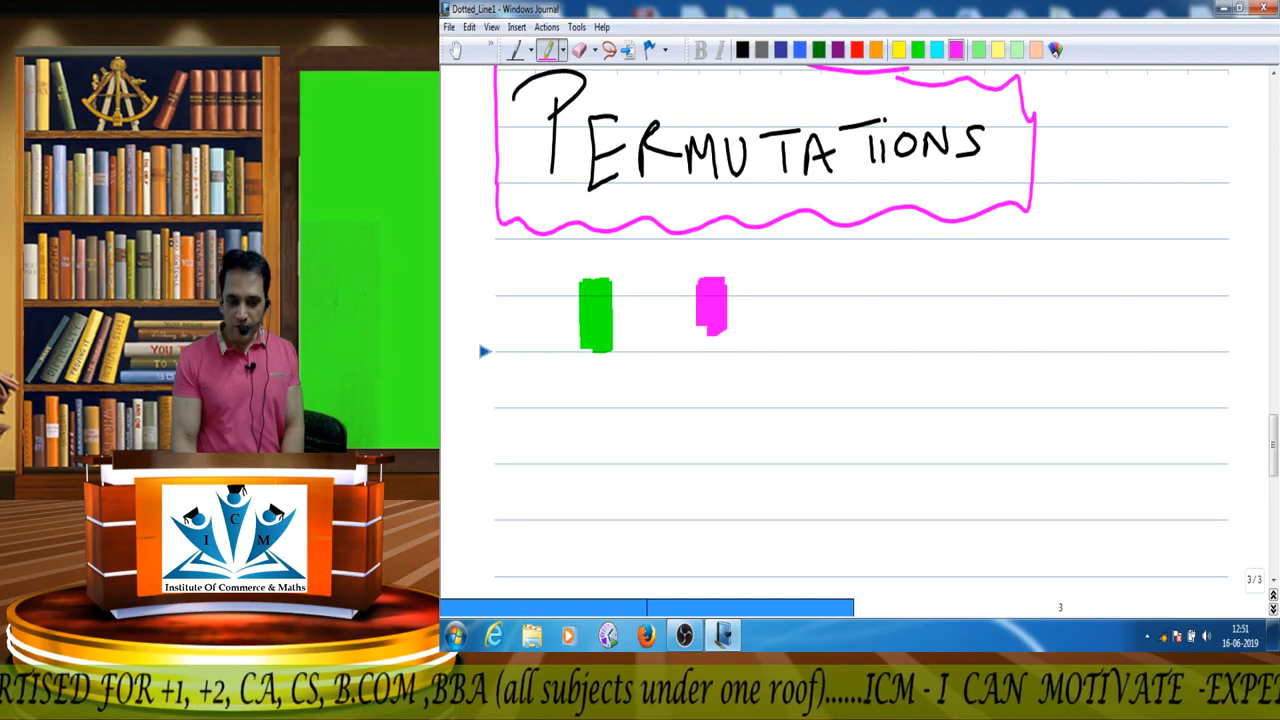 Dotted_Line1 - Windows Journal
File Edit View Insert Actions Tools Help
B I
PERMUTATIONS
I C M
Institute Of Commerce & Maths
3 / 3
3
12:51
16-06-2019
RTISED FOR +1, +2, CA, CS, B.COM ,BBA (all subjects under one roof)......ICM - I CAN MOTIVATE -EXPE